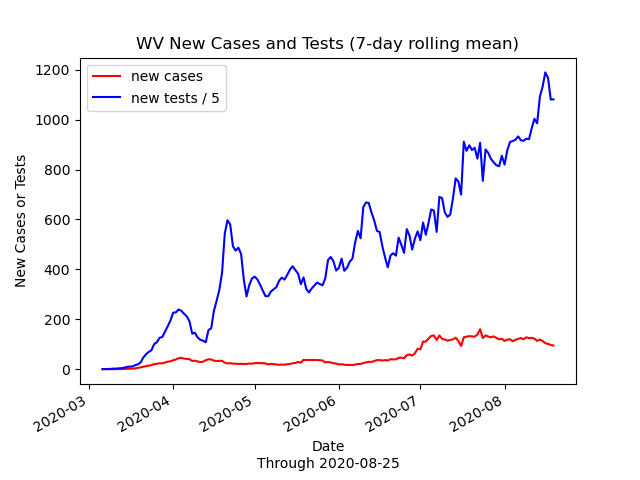 WV New Cases and Tests (7-day rolling mean)
new cases
new tests / 5
1200
1000
800
600
400
200
0
New Cases or Tests
2020-03
2020-04
2020-05
2020-06
2020-07
2020-08
Date
Through 2020-08-25